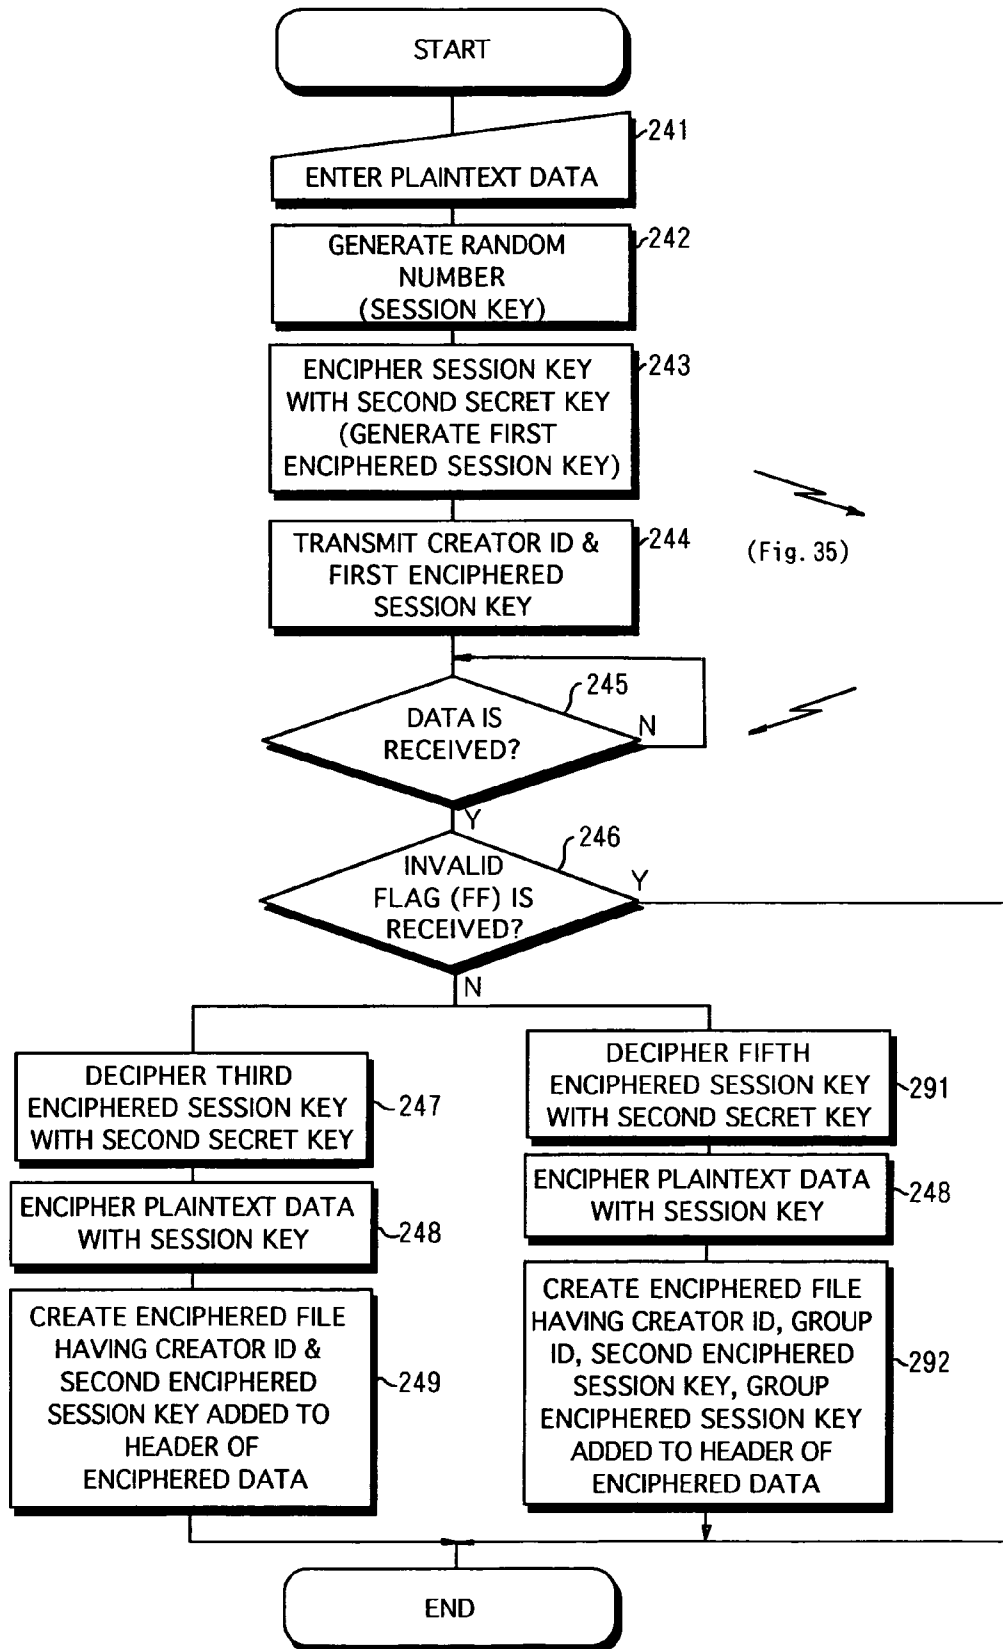 START
241
ENTER PLAINTEXT DATA
242
GENERATE RANDOM
NUMBER
(SESSION KEY)
243
ENCIPHER SESSION KEY
WITH SECOND SECRET KEY
(GENERATE FIRST
ENCIPHERED SESSION KEY)
244
TRANSMIT CREATOR ID &
FIRST ENCIPHERED
SESSION KEY
(Fig. 35)
245
DATA IS
RECEIVED?
N
Y
246
INVALID
FLAG (FF) IS
RECEIVED?
Y
N
DECIPHER THIRD
ENCIPHERED SESSION KEY
WITH SECOND SECRET KEY
247
ENCIPHER PLAINTEXT DATA
WITH SESSION KEY
248
CREATE ENCIPHERED FILE
HAVING CREATOR ID &
SECOND ENCIPHERED
SESSION KEY ADDED TO
HEADER OF
ENCIPHERED DATA
249
DECIPHER FIFTH
ENCIPHERED SESSION KEY
WITH SECOND SECRET KEY
291
ENCIPHER PLAINTEXT DATA
WITH SESSION KEY
248
CREATE ENCIPHERED FILE
HAVING CREATOR ID, GROUP
ID, SECOND ENCIPHERED
SESSION KEY, GROUP
ENCIPHERED SESSION KEY
ADDED TO HEADER OF
ENCIPHERED DATA
292
END